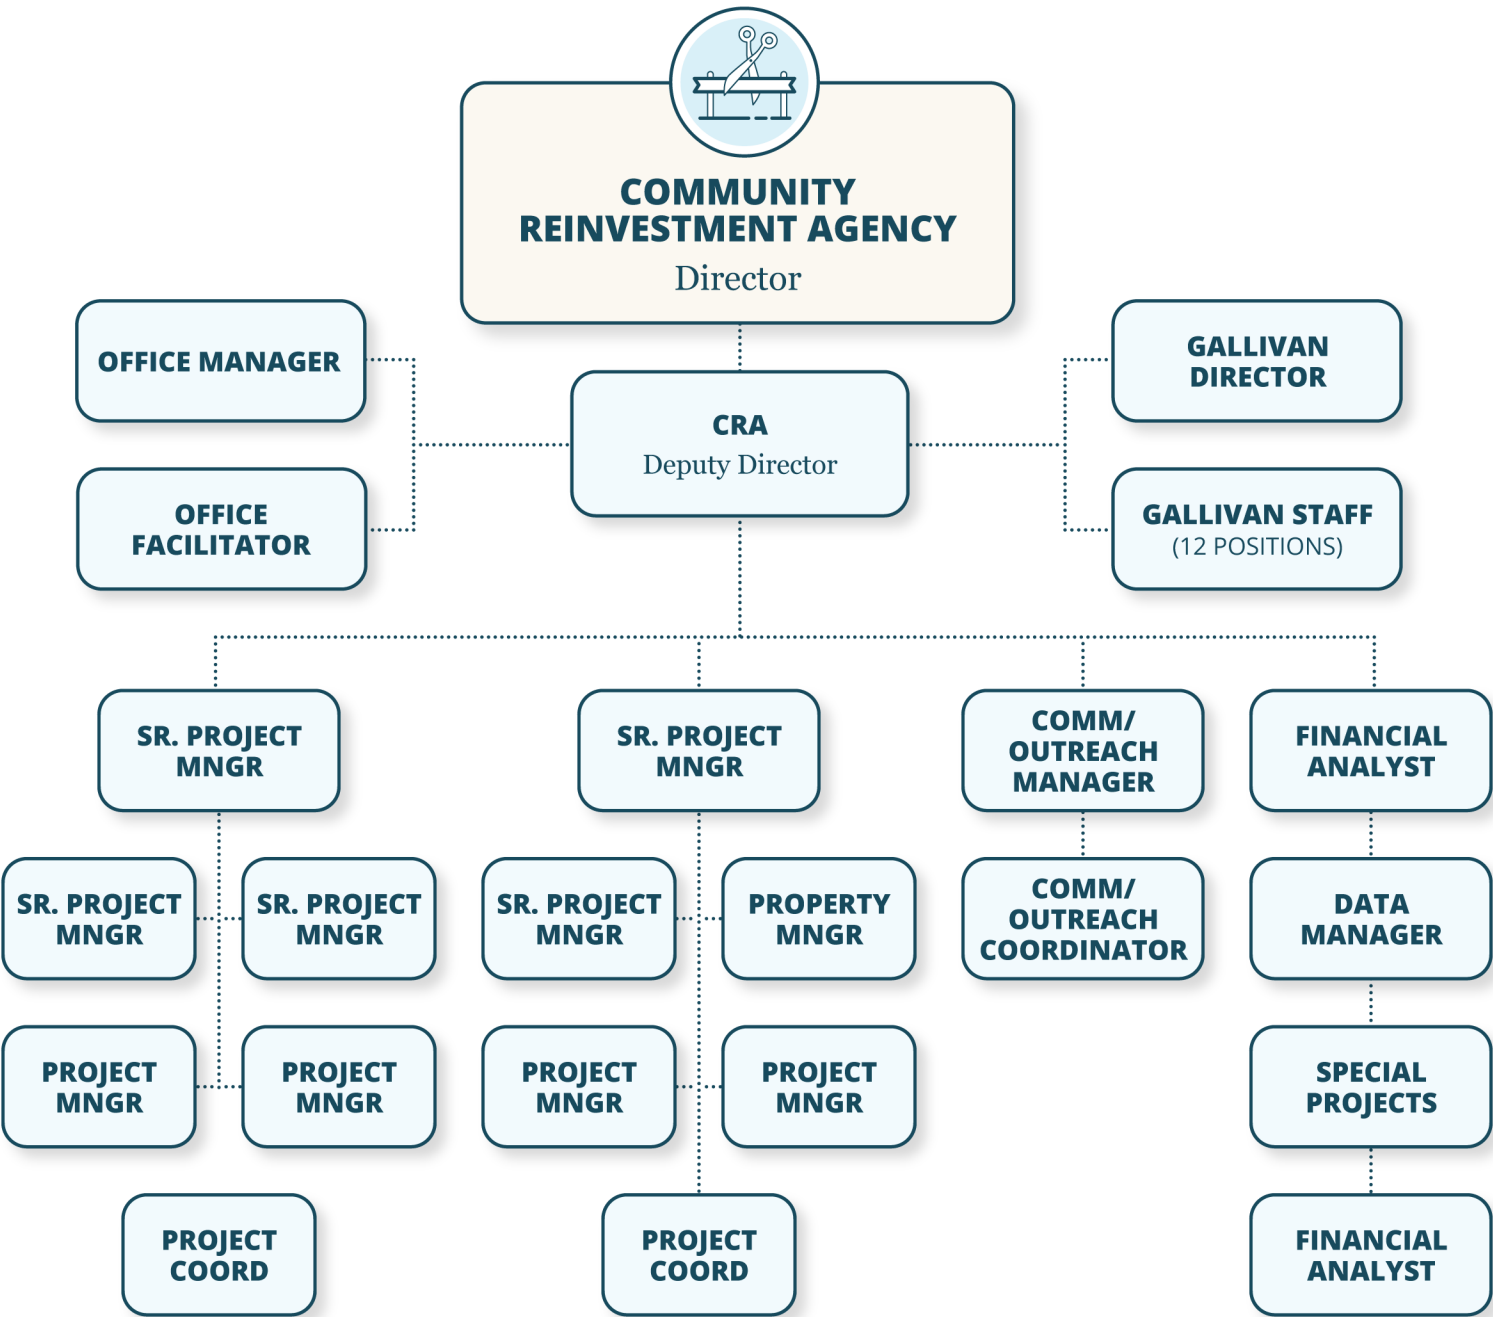 COMMUNITY
REINVESTMENT AGENCY
Director
OFFICE MANAGER
GALLIVAN
DIRECTOR
CRA
Deputy Director
OFFICE
FACILITATOR
GALLIVAN STAFF
(12 POSITIONS)
SR. PROJECT
MNGR
SR. PROJECT
MNGR
COMM/
OUTREACH
MANAGER
FINANCIAL
ANALYST
SR. PROJECT
MNGR
SR. PROJECT
MNGR
SR. PROJECT
MNGR
PROPERTY
MNGR
COMM/
OUTREACH
COORDINATOR
DATA
MANAGER
PROJECT
MNGR
PROJECT
MNGR
PROJECT
MNGR
PROJECT
MNGR
SPECIAL
PROJECTS
PROJECT
COORD
PROJECT
COORD
FINANCIAL
ANALYST